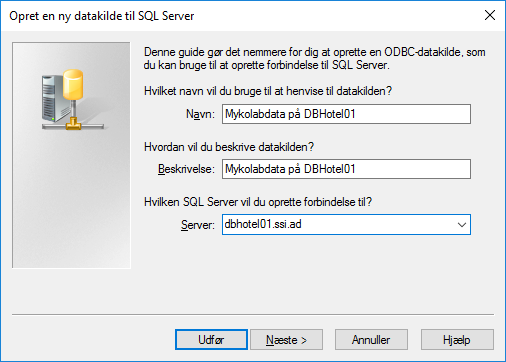 Opret en ny datakilde til SQL Server
Denne guide gør det nemmere for dig at oprette en ODBC-datakilde, som
du kan bruge til at oprette forbindelse til SQL Server.
Hvilket navn vil du bruge til at henvise til datakilden?
Navn: Mykolabdata på DBHotel01
Hvordan vil du beskrive datakilden?
Beskrivelse: Mykolabdata på DBHotel01
Hvilken SQL Server vil du oprette forbindelse til?
Server: dbhotel01.ssi.ad
Udfør Næste > Annuller Hjælp